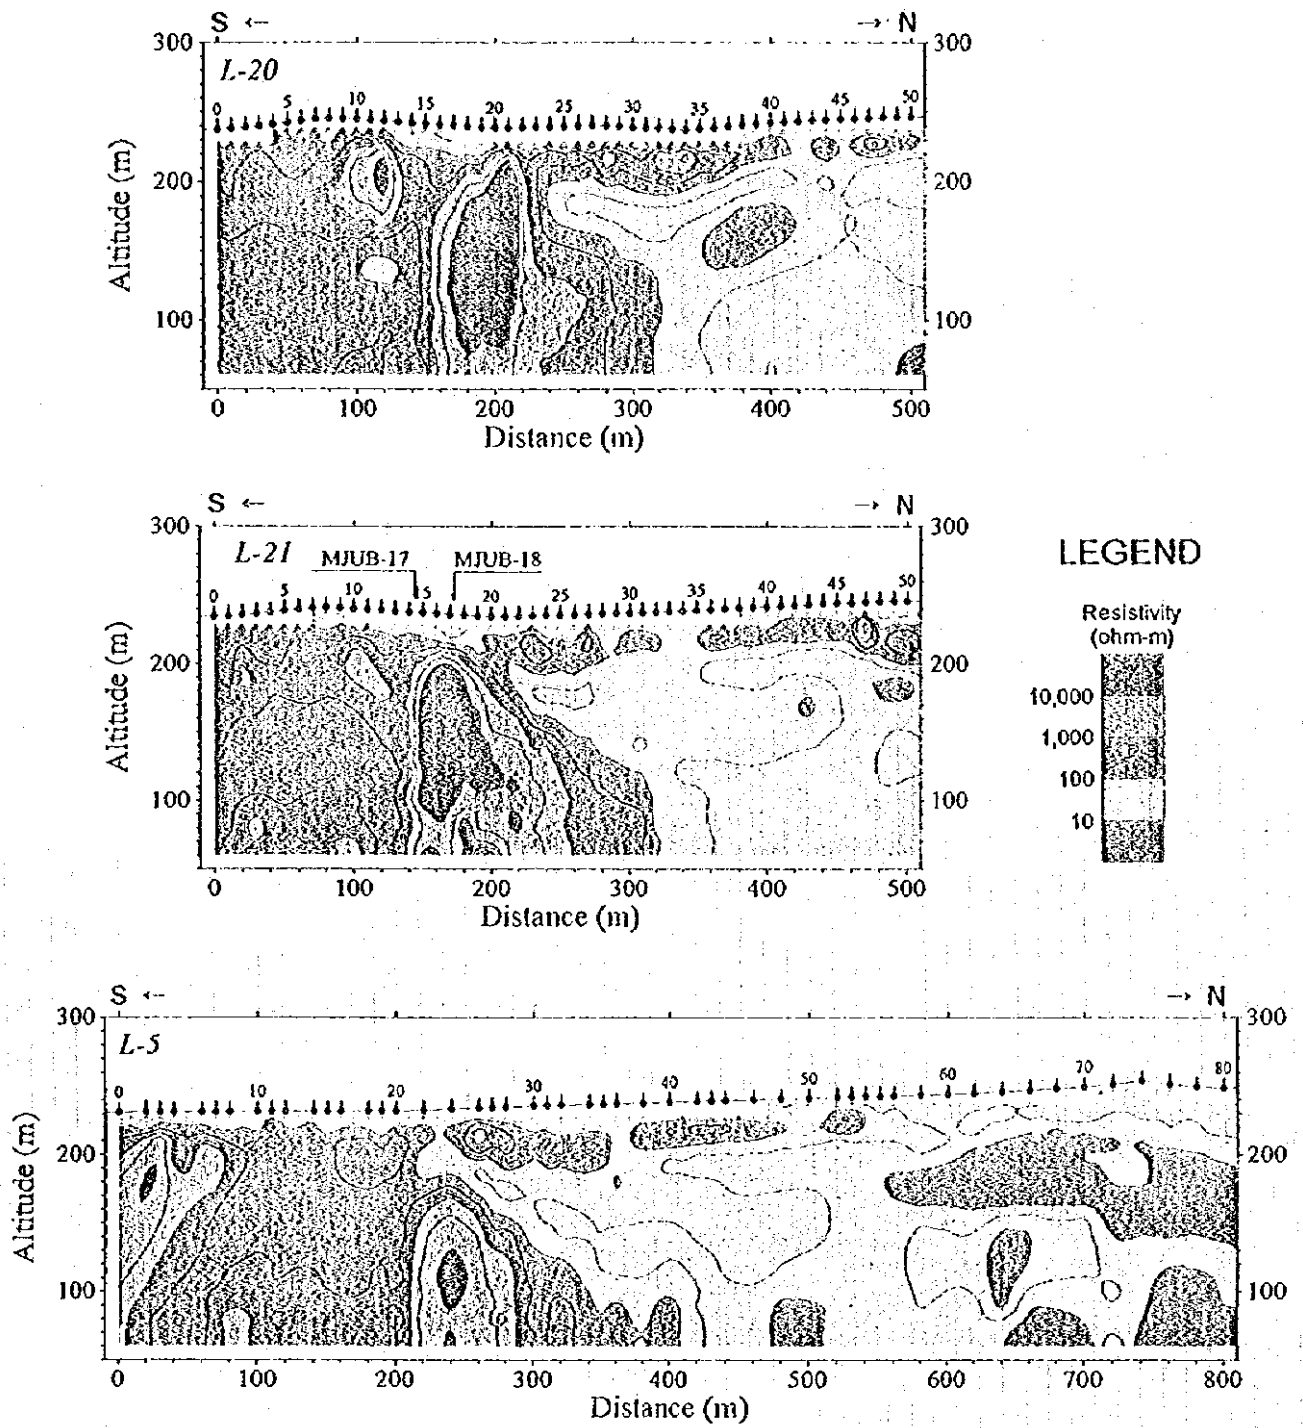 S ← → N
300 300
L-20
0 5 10 15 20 25 30 35 40 45 50
200 200
Altitude (m)
100 100
0 100 200 300 400 500
Distance (m)
S ← → N
300 300
L-21 MJUB-17 MJUB-18
0 5 10 15 20 25 30 35 40 45 50
200 200
Altitude (m)
100 100
0 100 200 300 400 500
Distance (m)
LEGEND
Resistivity
(ohm-m)
10,000
1,000
100
10
S ← → N
300 300
L-5
0 10 20 30 40 50 60 70 80
200 200
Altitude (m)
100 100
0 100 200 300 400 500 600 700 800
Distance (m)